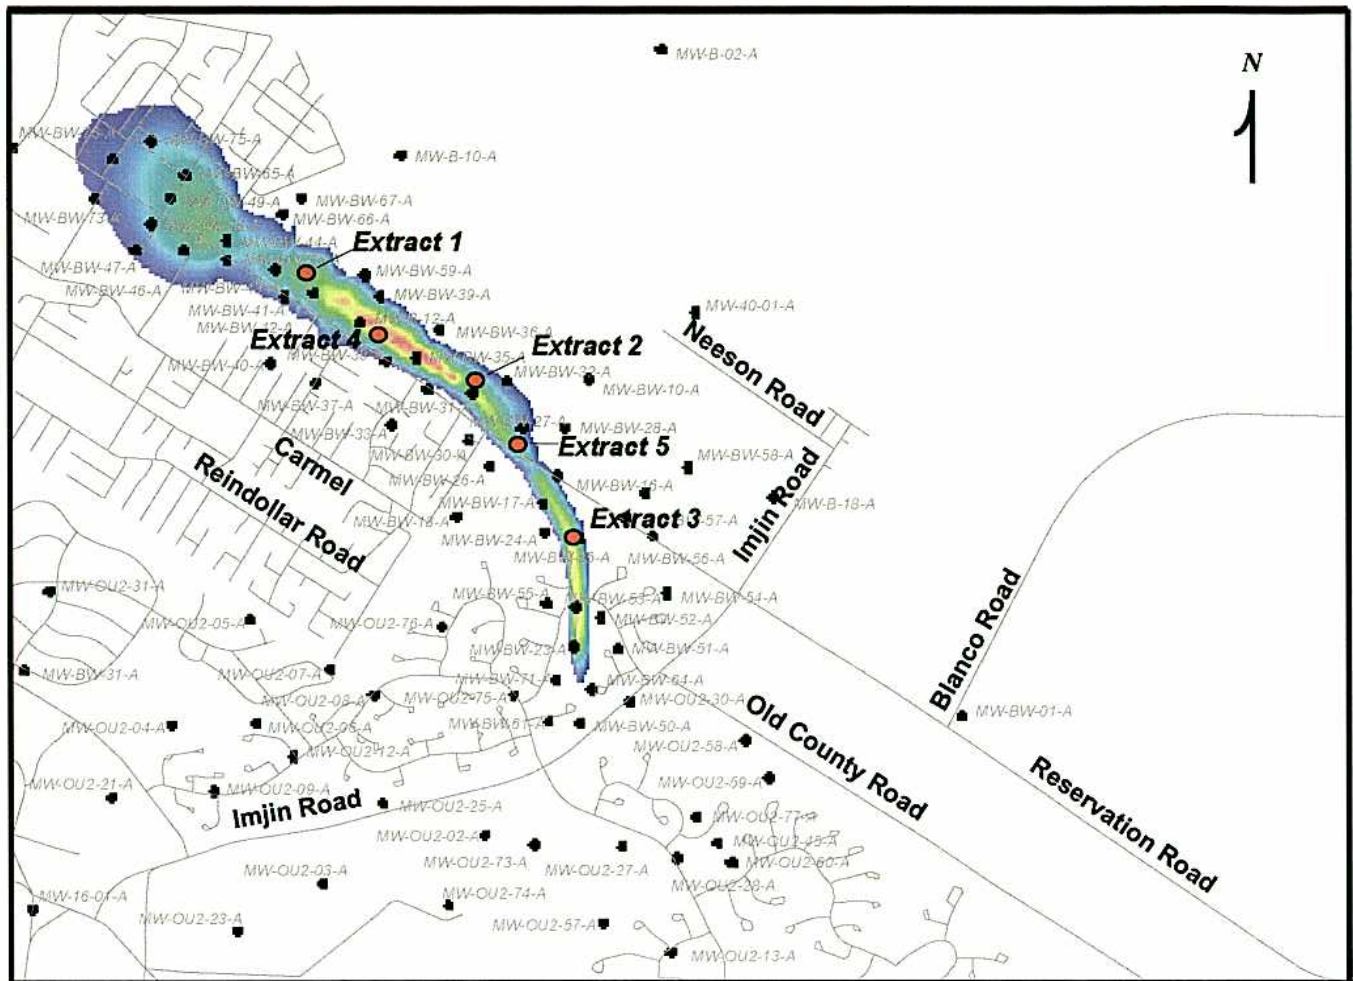 MW-B-02-A
N
MW-BW-75-A
MW-B-10-A
MW-BW-67-A
MW-BW-73-A
MW-BW-66-A
Extract 1
MW-BW-47-A
MW-BW-59-A
MW-BW-46-A
MW-BW-39-A
MW-BW-41-A
MW-40-01-A
MW-BW-42-A
MW-BW-36-A
Extract 4
Extract 2
Neeson Road
MW-BW-40-A
MW-BW-32-A
MW-BW-10-A
MW-BW-37-A
MW-BW-31
MW-BW-33-A
MW-BW-28-A
Carmel
Extract 5
MW-BW-30-A
MW-BW-58-A
Reindollar Road
MW-BW-26-A
MW-BW-16-A
Imjin Road
MW-B-18-A
MW-BW-17-A
MW-BW-18-A
Extract 3
MW-BW-24-A
MW-BW-56-A
MW-OU2-31-A
MW-BW-55-A
MW-BW-53-A
MW-BW-54-A
MW-OU2-05-A
MW-OU2-76-A
MW-BW-52-A
MW-BW-23-A
MW-BW-51-A
MW-BW-31-A
MW-OU2-07-A
MW-BW-71-A
MW-BW-64-A
Blanco Road
MW-OU2-08-A
MW-OU2-75-A
MW-OU2-30-A
MW-BW-01-A
MW-OU2-04-A
MW-OU2-06-A
MW-BW-61-A
MW-BW-50-A
Old County Road
MW-OU2-12-A
MW-OU2-58-A
MW-OU2-21-A
MW-OU2-09-A
MW-OU2-59-A
Reservation Road
Imjin Road
MW-OU2-25-A
MW-OU2-77-A
MW-OU2-02-A
MW-OU2-45-A
MW-OU2-03-A
MW-OU2-73-A
MW-OU2-27-A
MW-OU2-60-A
MW-OU2-28-A
MW-16-01-A
MW-OU2-74-A
MW-OU2-23-A
MW-OU2-57-A
MW-OU2-13-A